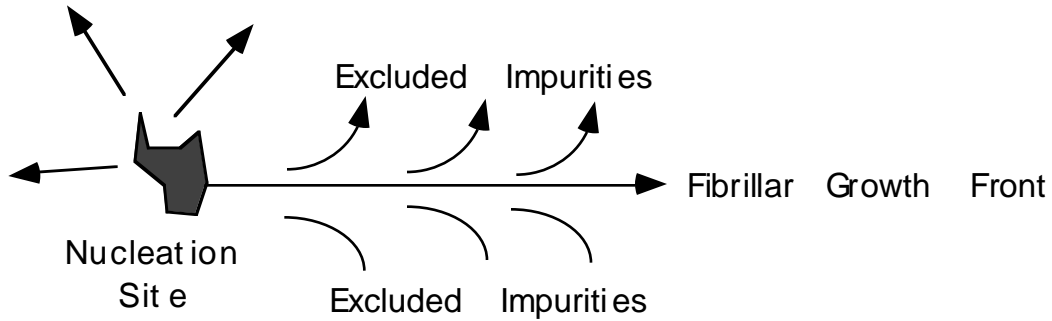 Excluded Impurities
Fibrillar Growth Front
Nucleation
Site
Excluded Impurities